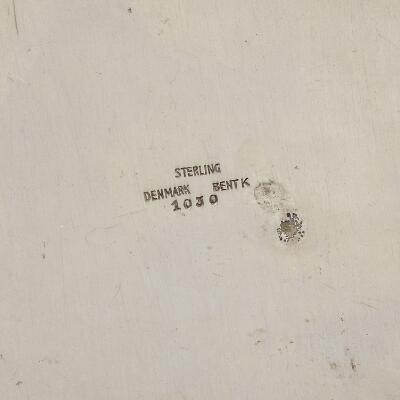 STERLING
DENMARK BENT K
1030